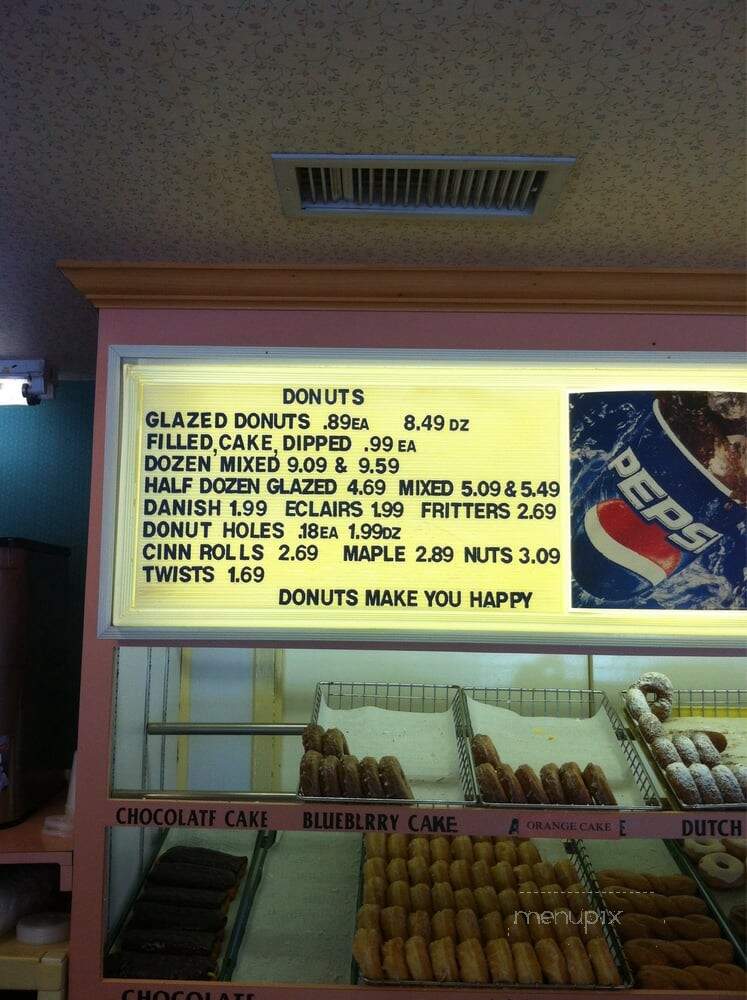 DONUTS
GLAZED DONUTS .89EA 8.49 DZ
FILLED, CAKE, DIPPED .99 EA
DOZEN MIXED 9.09 & 9.59
HALF DOZEN GLAZED 4.69 MIXED 5.09 & 5.49
DANISH 1.99 ECLAIRS 1.99 FRITTERS 2.69
DONUT HOLES .18EA 1.99DZ
CINN ROLLS 2.69 MAPLE 2.89 NUTS 3.09
TWISTS 1.69
DONUTS MAKE YOU HAPPY
PEPSI
CHOCOLATF CAKE BLUEBLRRY CAKE A ORANGE CAKE E DUTCH
menupix
CHOCOLATE